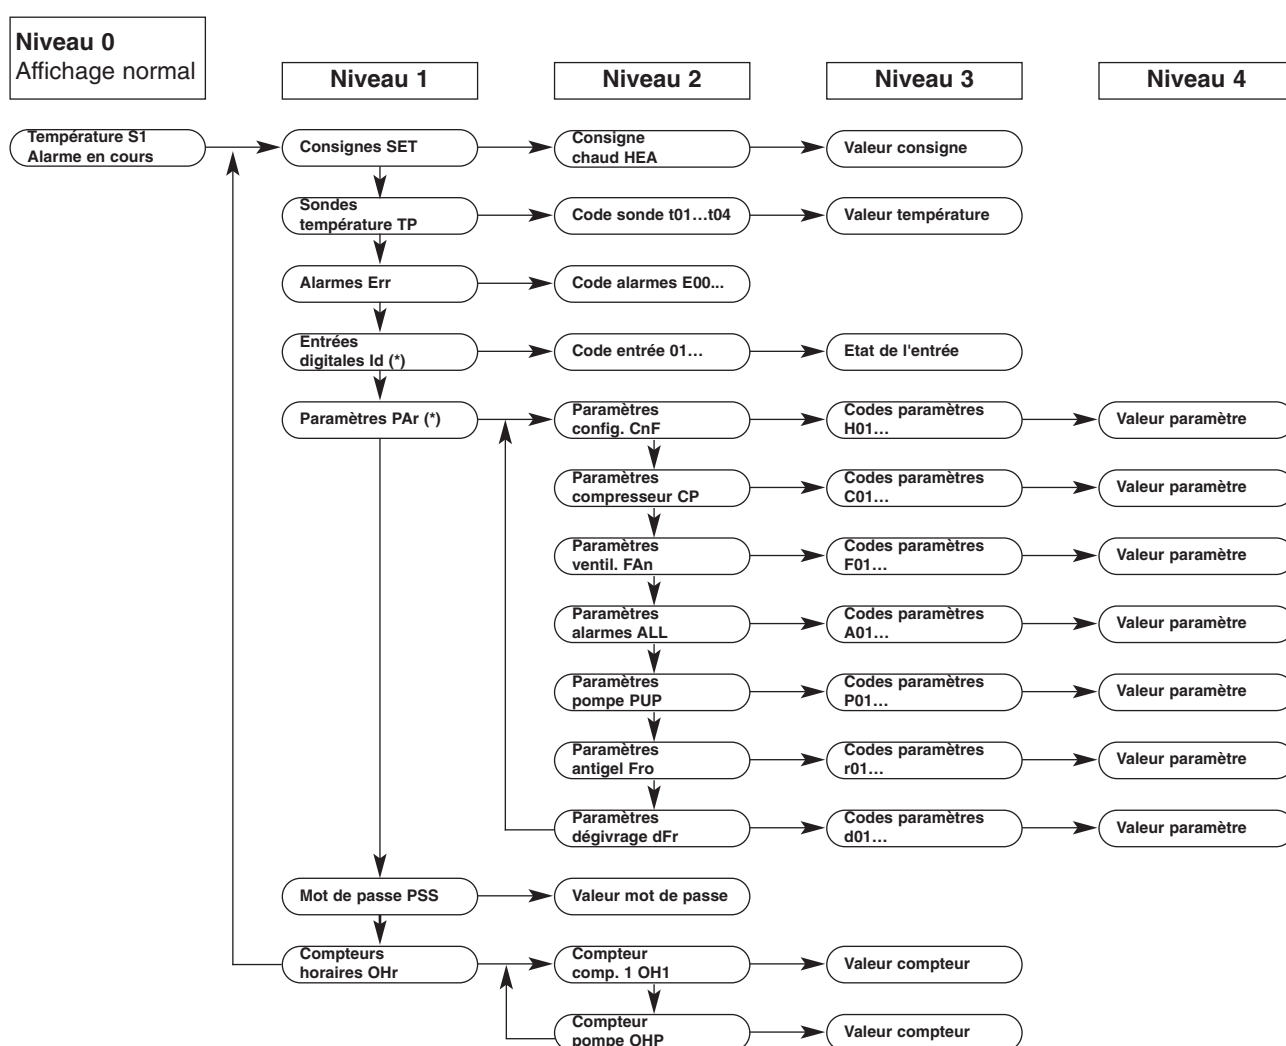 Niveau 0
Affichage normal
Niveau 1
Niveau 2
Niveau 3
Niveau 4
Température S1
Alarme en cours
Consignes SET
Consigne
chaud HEA
Valeur consigne
Sondes
température TP
Code sonde t01...t04
Valeur température
Alarmes Err
Code alarmes E00...
Entrées
digitales Id (*)
Code entrée 01...
Etat de l'entrée
Paramètres PAr (*)
Paramètres
config. CnF
Codes paramètres
H01...
Valeur paramètre
Paramètres
compresseur CP
Codes paramètres
C01...
Valeur paramètre
Paramètres
ventil. FAn
Codes paramètres
F01...
Valeur paramètre
Paramètres
alarmes ALL
Codes paramètres
A01...
Valeur paramètre
Paramètres
pompe PUP
Codes paramètres
P01...
Valeur paramètre
Paramètres
antigel Fro
Codes paramètres
r01...
Valeur paramètre
Paramètres
dégivrage dFr
Codes paramètres
d01...
Valeur paramètre
Mot de passe PSS
Valeur mot de passe
Compteurs
horaires OHr
Compteur
comp. 1 OH1
Valeur compteur
Compteur
pompe OHP
Valeur compteur